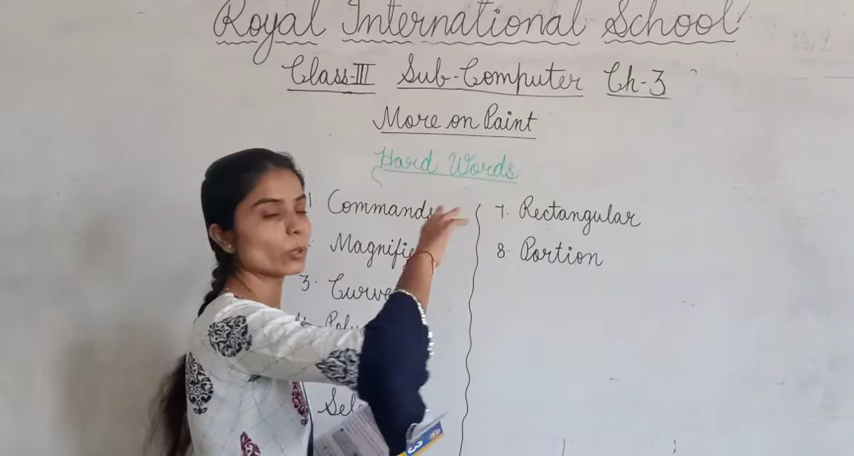 Royal International School
Class-III Sub-Computer Ch-3
More on Paint
Hard Words
1. Commands
Magnifie
3. Curve
7. Rectangular
8. Portion